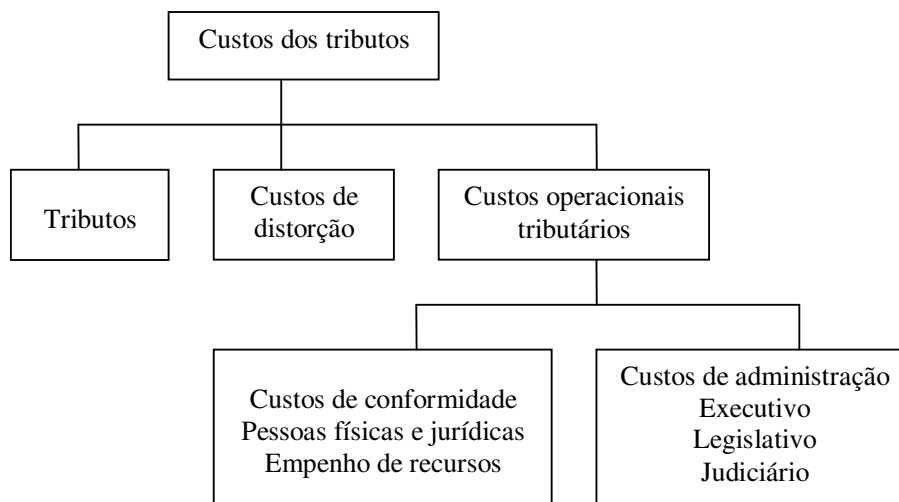 Custos dos tributos
Tributos
Custos de
distorção
Custos operacionais
tributários
Custos de conformidade
Pessoas físicas e jurídicas
Empenho de recursos
Custos de administração
Executivo
Legislativo
Judiciário